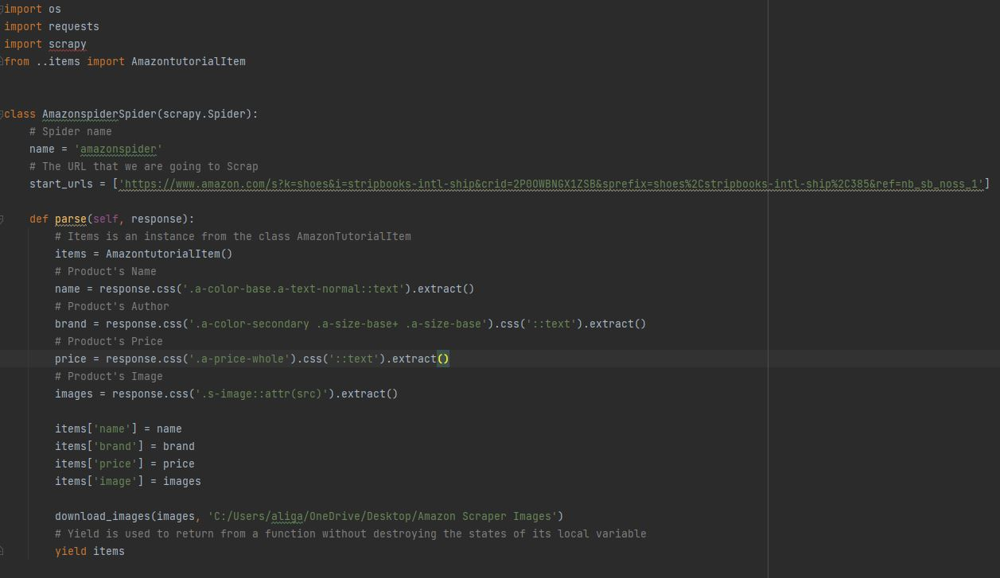 import os
import requests
import scrapy
from ..items import AmazontutorialItem
class AmazonspiderSpider(scrapy.Spider):
# Spider name
name = 'amazonspider'
# The URL that we are going to Scrap
start_urls = ['https://www.amazon.com/s?k=shoes&i=stripbooks-intl-ship&crid=2P0OWBNGX1ZSB&sprefix=shoes%2Cstripbooks-intl-ship%2C385&ref=nb_sb_noss_1']
def parse(self, response):
# Items is an instance from the class AmazonTutorialItem
items = AmazontutorialItem()
# Product's Name
name = response.css('.a-color-base.a-text-normal::text').extract()
# Product's Author
brand = response.css('.a-color-secondary .a-size-base+ .a-size-base').css('::text').extract()
# Product's Price
price = response.css('.a-price-whole').css('::text').extract()
# Product's Image
images = response.css('.s-image::attr(src)').extract()
items['name'] = name
items['brand'] = brand
items['price'] = price
items['image'] = images
download_images(images, 'C:/Users/aliga/OneDrive/Desktop/Amazon Scraper Images')
# Yield is used to return from a function without destroying the states of its local variable
yield items